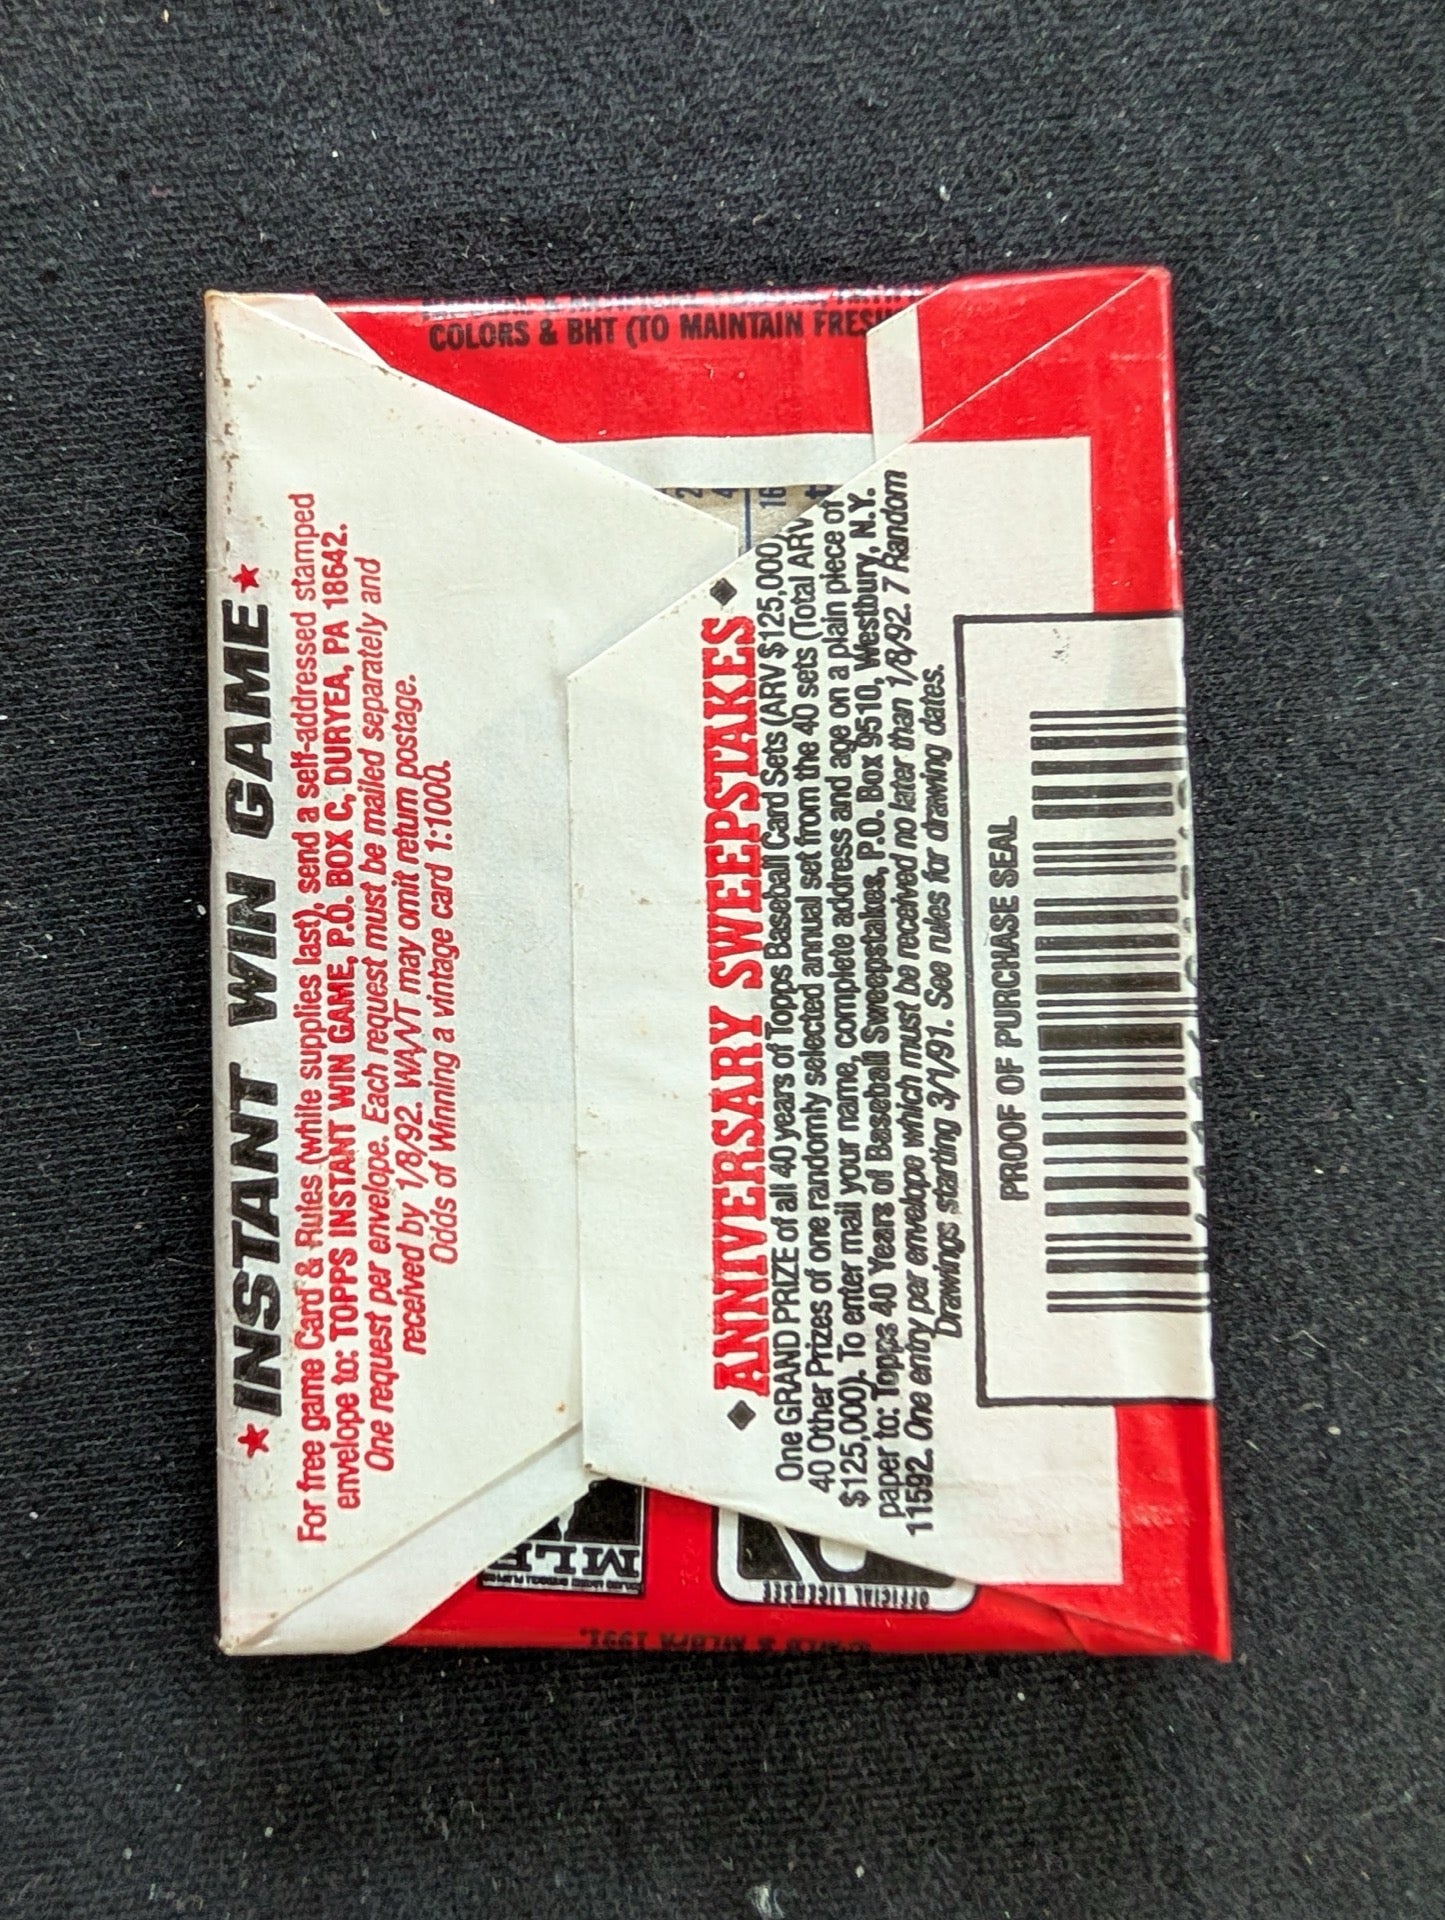 COLORS & BHT (TO MAINTAIN
★ INSTANT WIN GAME ★
For free game Card & Rules (while supplies last), send a self-addressed stamped
envelope to: TOPPS INSTANT WIN GAME, P.O. BOX C, DURYEA, PA 18642.
One request per envelope. Each request must be mailed separately and
received by 1/8/92. WA/VT may omit return postage.
Odds of Winning a vintage card 1:1000.
◆ ANNIVERSARY SWEEPSTAKES ◆
One GRAND PRIZE of all 40 years of Topps Baseball Card Sets (ARV $125,000)
40 Other Prizes of one randomly selected annual set from the 40 sets (Total ARV
$125,000). To enter mail your name, complete address and age on a plain piece of
paper to: Topps 40 Years of Baseball Sweepstakes, P.O. Box 9510, Westbury, N.Y.
11592. One entry per envelope which must be received no later than 1/8/92. 7 Random
Drawings starting 3/1/91. See rules for drawing dates.
PROOF OF PURCHASE SEAL
16
OFFICIAL LICENSEE
1991.